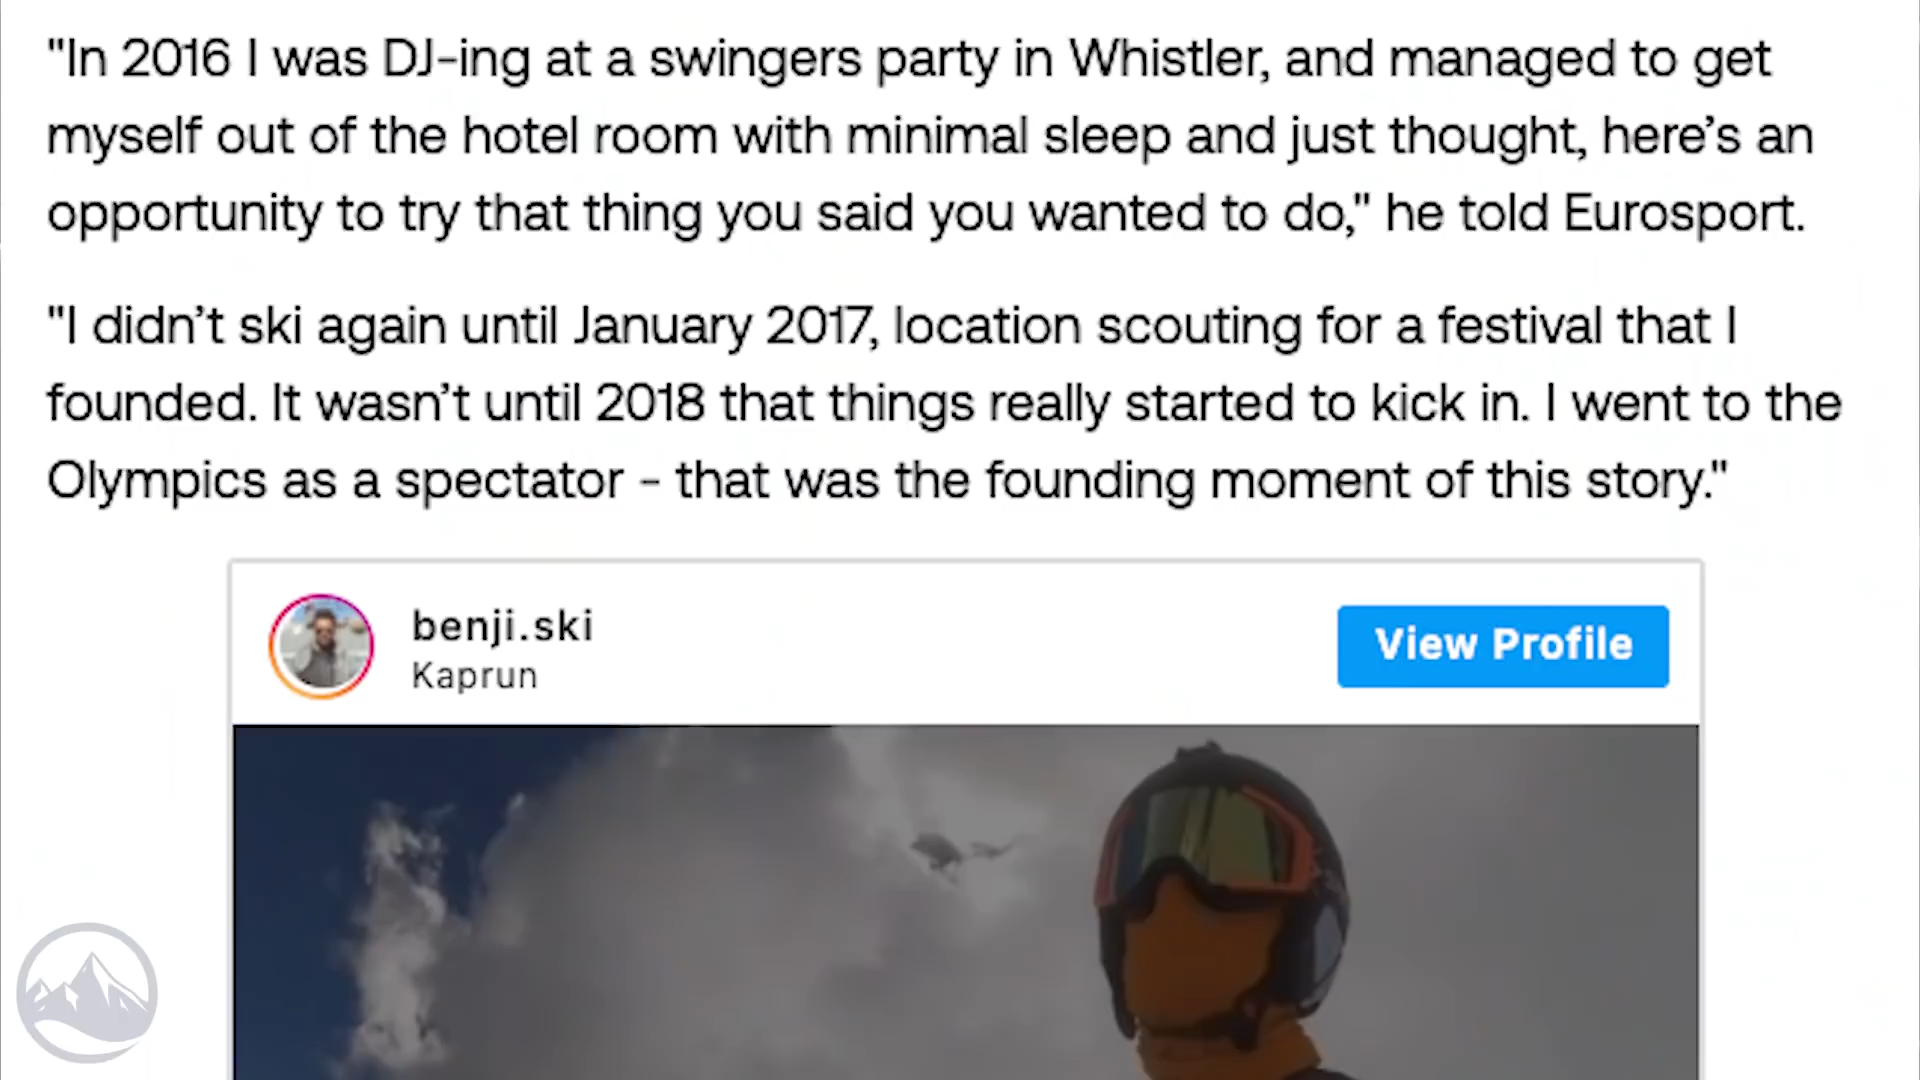 "In 2016 I was DJ-ing at a swingers party in Whistler, and managed to get
myself out of the hotel room with minimal sleep and just thought, here’s an
opportunity to try that thing you said you wanted to do," he told Eurosport.
"I didn’t ski again until January 2017, location scouting for a festival that I
founded. It wasn’t until 2018 that things really started to kick in. I went to the
Olympics as a spectator - that was the founding moment of this story."
benji.ski
View Profile
Kaprun